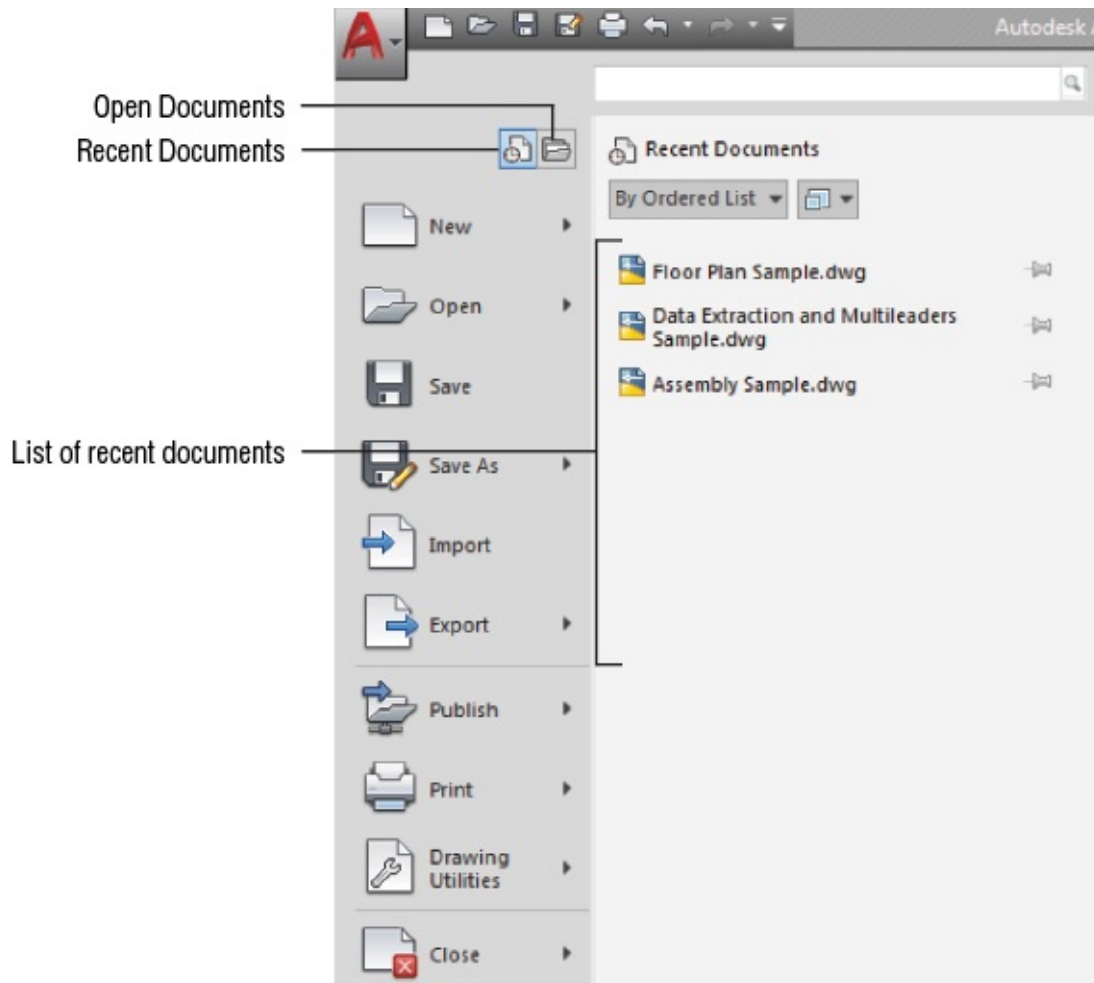 Autodesk A
Open Documents
Recent Documents
Recent Documents
By Ordered List
New
Floor Plan Sample.dwg
Open
Data Extraction and Multileaders
Sample.dwg
Save
Assembly Sample.dwg
List of recent documents
Save As
Import
Export
Publish
Print
Drawing
Utilities
Close